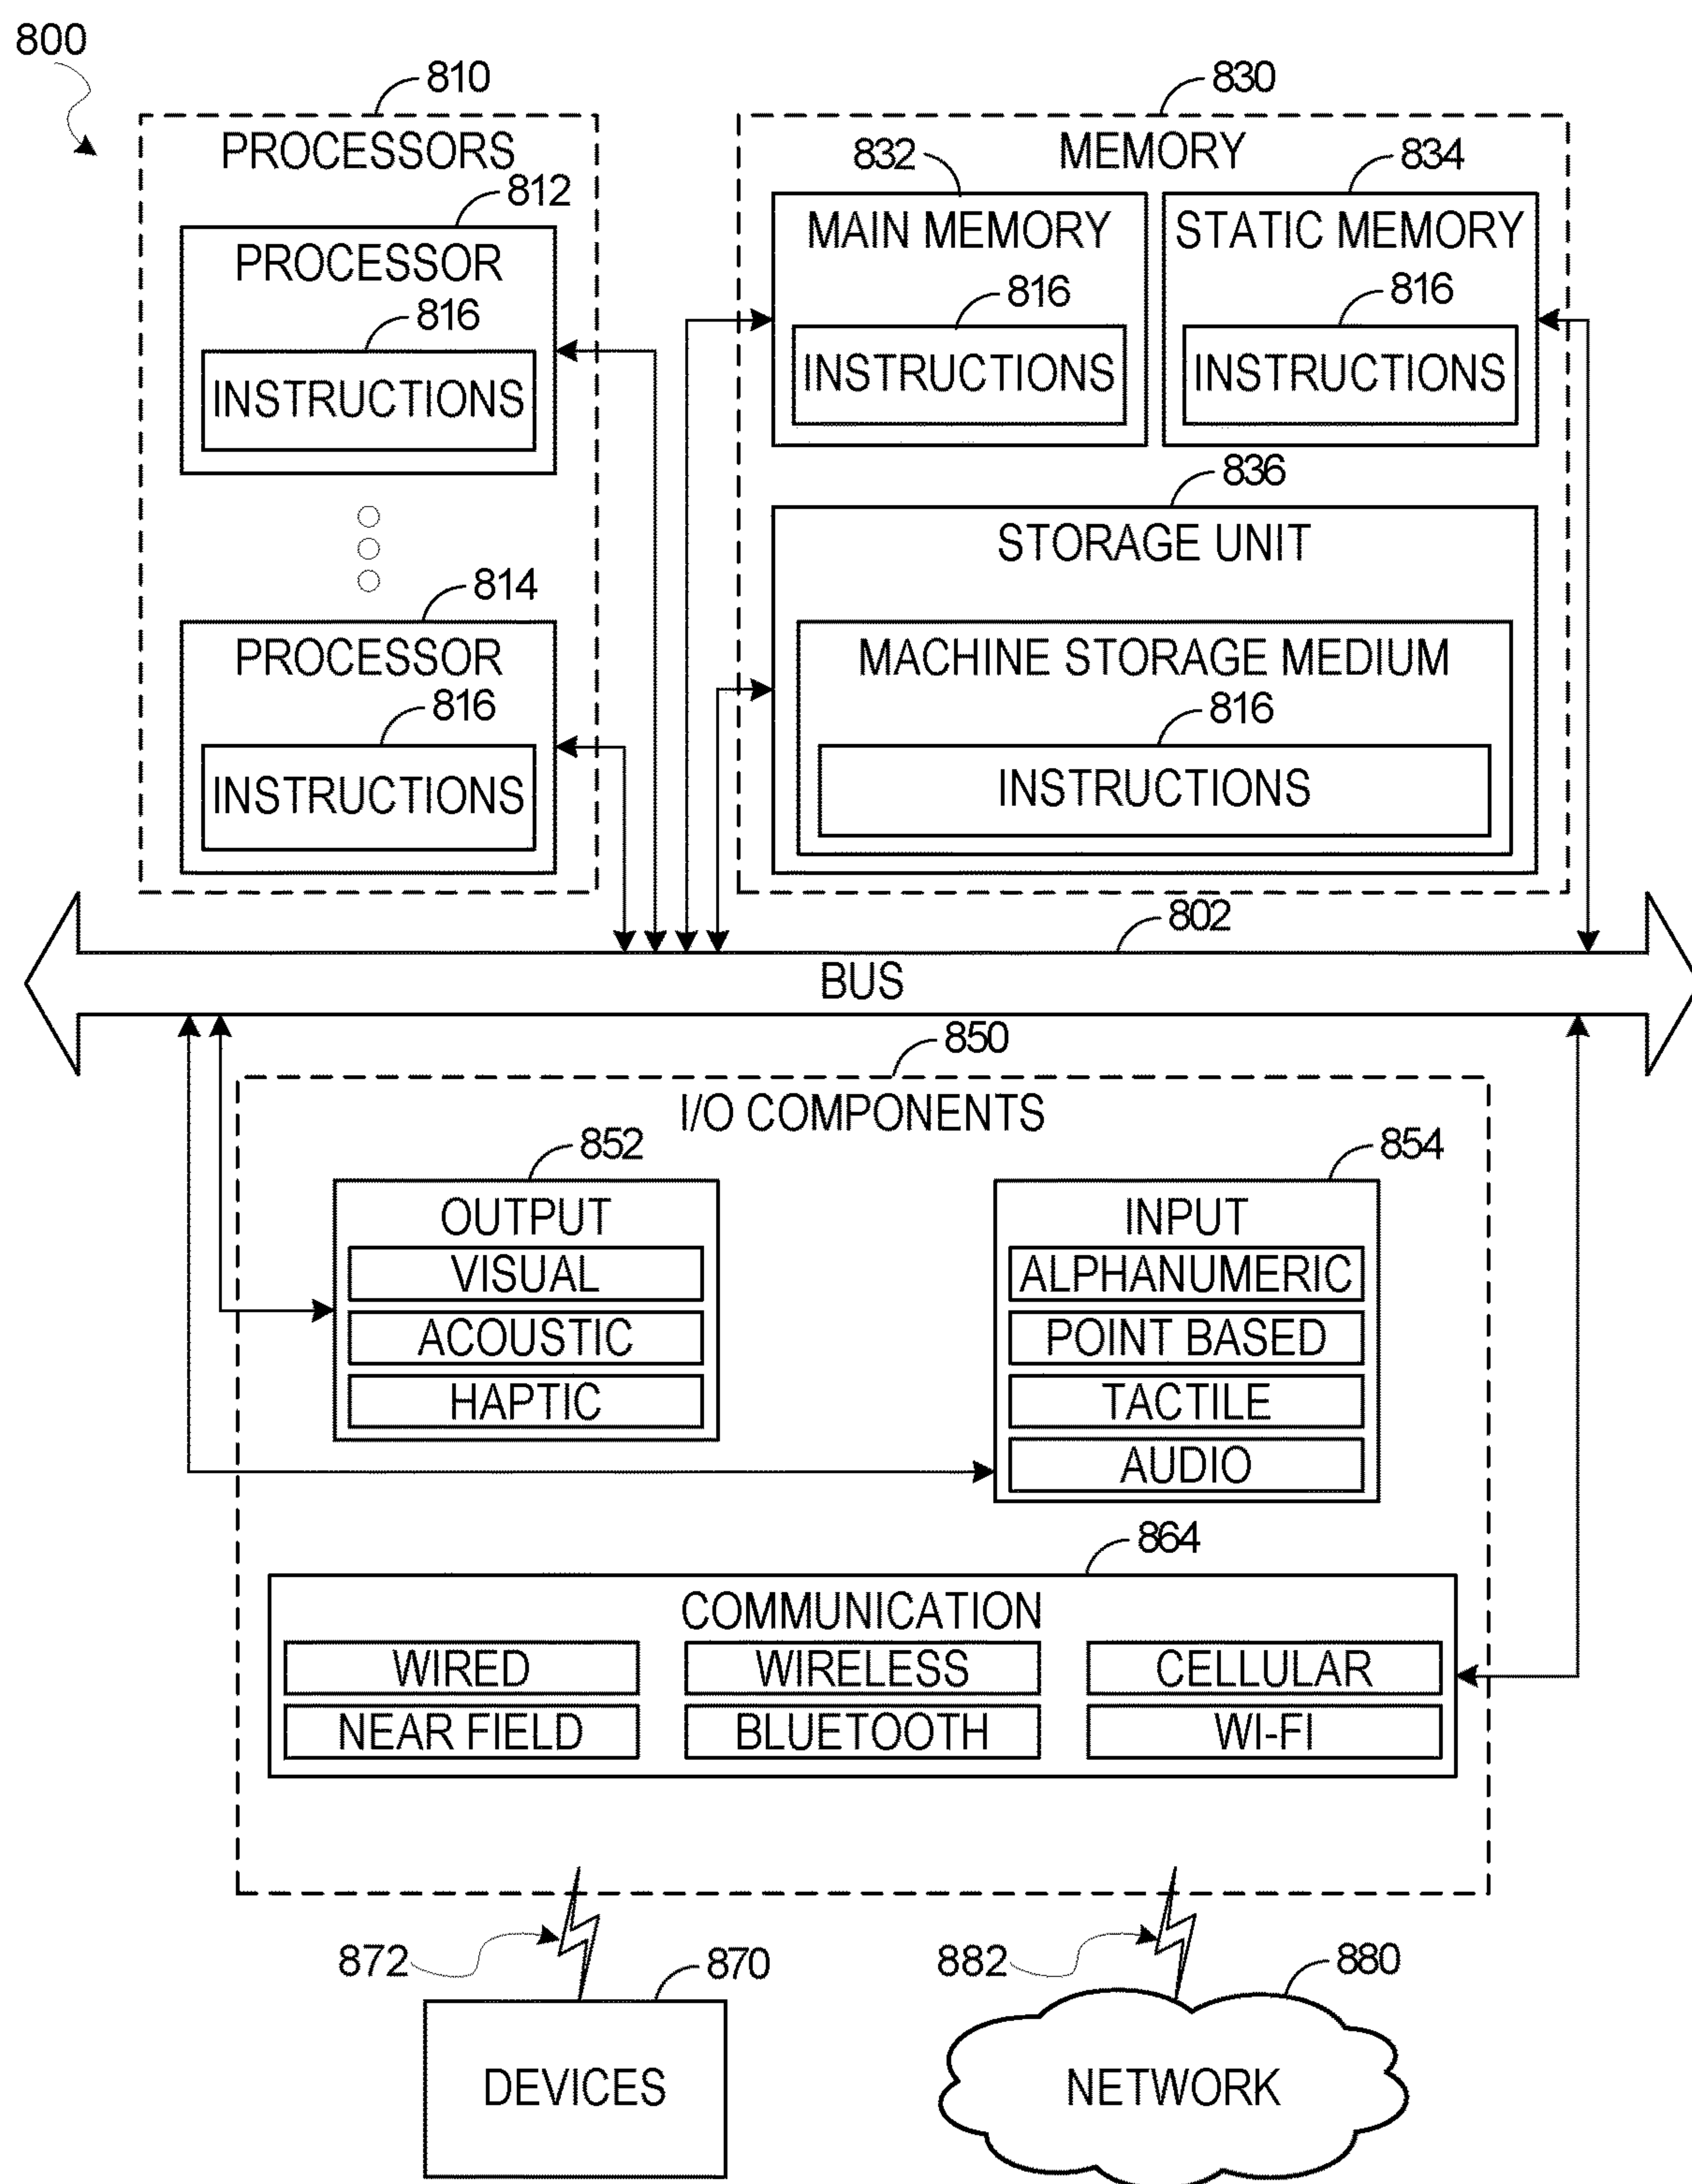 800
810
PROCESSORS
812
PROCESSOR
816
INSTRUCTIONS
814
PROCESSOR
816
INSTRUCTIONS
830
MEMORY
832
MAIN MEMORY
816
INSTRUCTIONS
834
STATIC MEMORY
816
INSTRUCTIONS
836
STORAGE UNIT
MACHINE STORAGE MEDIUM
816
INSTRUCTIONS
802
BUS
850
I/O COMPONENTS
852
OUTPUT
VISUAL
ACOUSTIC
HAPTIC
854
INPUT
ALPHANUMERIC
POINT BASED
TACTILE
AUDIO
864
COMMUNICATION
WIRED
WIRELESS
CELLULAR
NEAR FIELD
BLUETOOTH
WI-FI
872
870
DEVICES
882
880
NETWORK